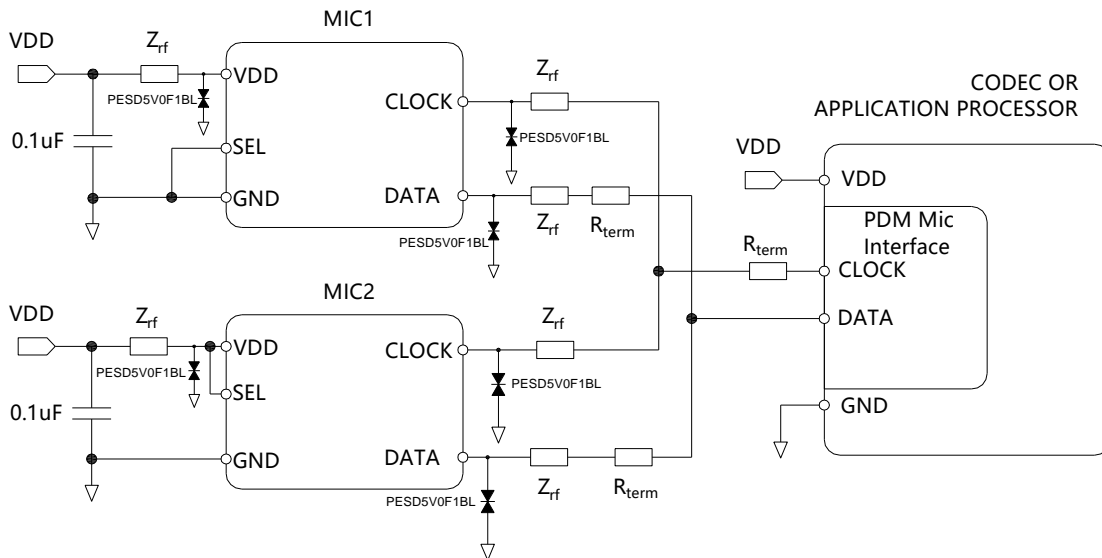 MIC1
VDD
Zrf
VDD
PESD5V0F1BL
0.1uF
SEL
GND
CLOCK
Zrf
PESD5V0F1BL
DATA
Zrf
Rterm
PESD5V0F1BL
MIC2
VDD
Zrf
VDD
PESD5V0F1BL
SEL
0.1uF
GND
CLOCK
Zrf
PESD5V0F1BL
DATA
Zrf
Rterm
PESD5V0F1BL
CODEC OR
APPLICATION PROCESSOR
VDD
VDD
PDM Mic
Interface
Rterm
CLOCK
DATA
GND